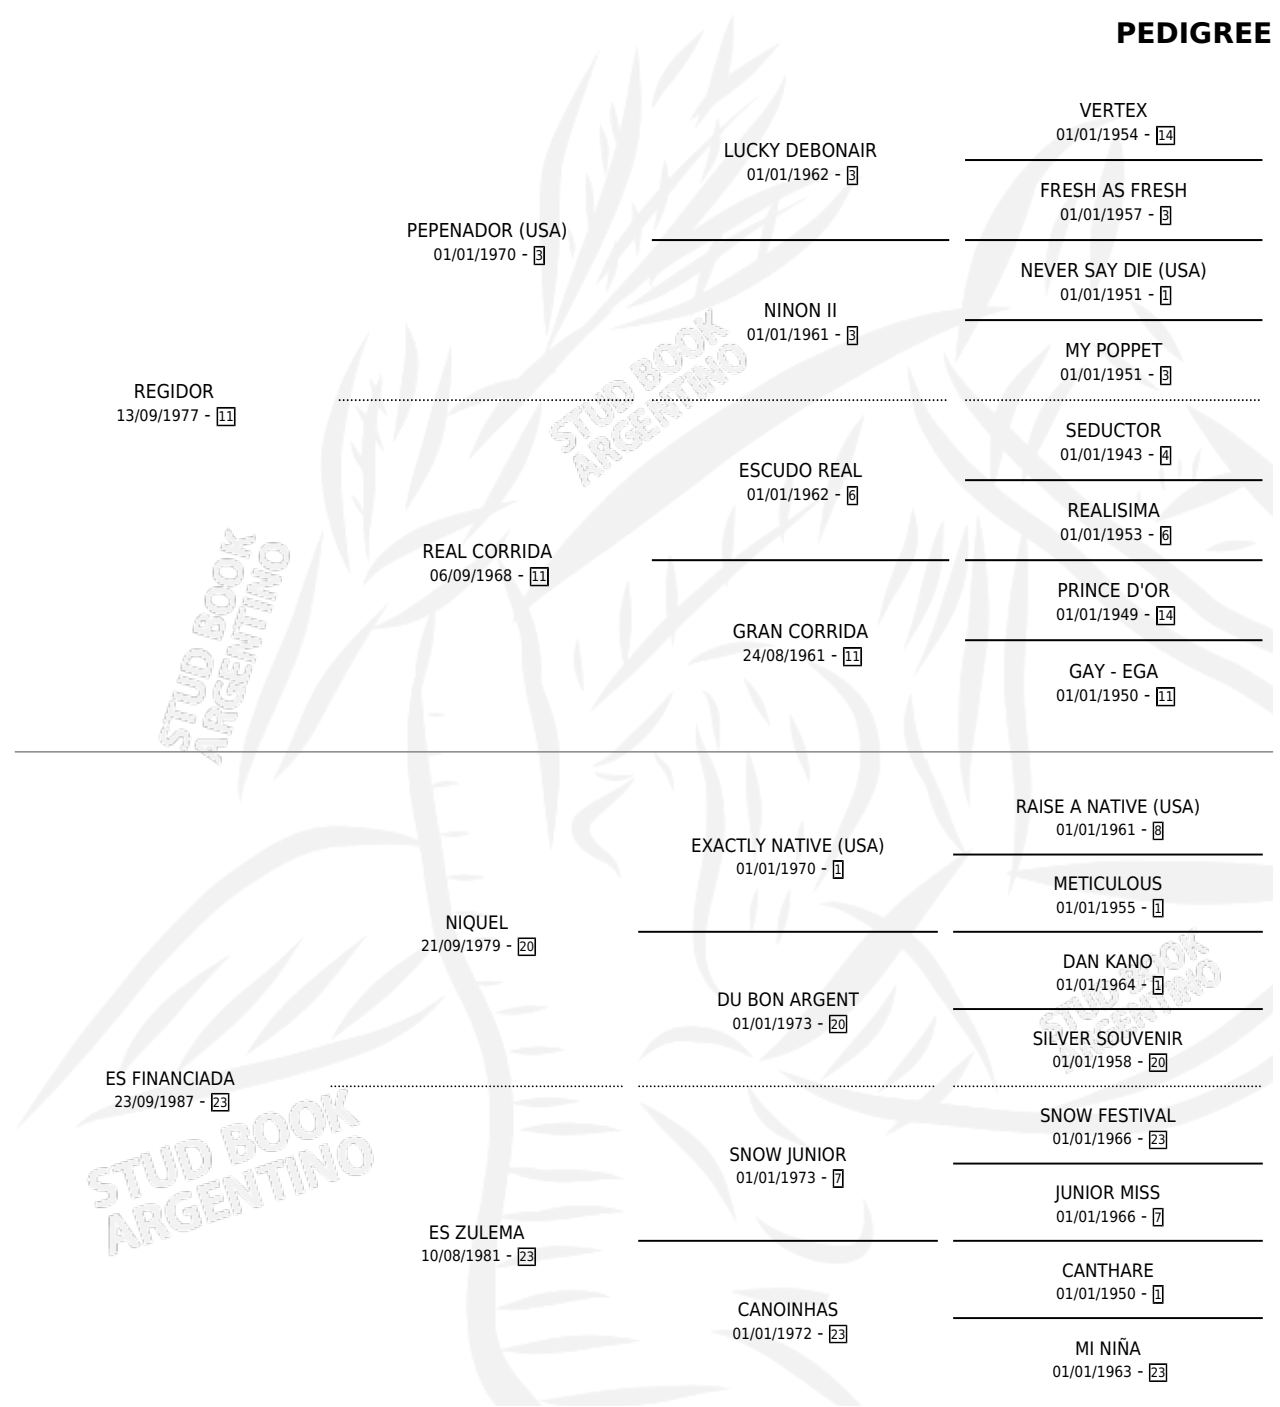 PEDIGREE
VERTEX
01/01/1954 - 14
LUCKY DEBONAIR
01/01/1962 - 3
FRESH AS FRESH
01/01/1957 - 3
PEPENADOR (USA)
01/01/1970 - 3
NEVER SAY DIE (USA)
01/01/1951 - 1
NINON II
01/01/1961 - 3
MY POPPET
01/01/1951 - 3
REGIDOR
13/09/1977 - 11
SEDUCTOR
01/01/1943 - 4
ESCUDO REAL
01/01/1962 - 6
REALISIMA
01/01/1953 - 6
REAL CORRIDA
06/09/1968 - 11
PRINCE D'OR
01/01/1949 - 14
GRAN CORRIDA
24/08/1961 - 11
GAY - EGA
01/01/1950 - 11
RAISE A NATIVE (USA)
01/01/1961 - 8
EXACTLY NATIVE (USA)
01/01/1970 - 1
METICULOUS
01/01/1955 - 1
NIQUEL
21/09/1979 - 20
DAN KANO
01/01/1964 - 1
DU BON ARGENT
01/01/1973 - 20
SILVER SOUVENIR
01/01/1958 - 20
ES FINANCIADA
23/09/1987 - 23
SNOW FESTIVAL
01/01/1966 - 23
SNOW JUNIOR
01/01/1973 - 7
JUNIOR MISS
01/01/1966 - 7
ES ZULEMA
10/08/1981 - 23
CANTHARE
01/01/1950 - 1
CANOINHAS
01/01/1972 - 23
MI NIÑA
01/01/1963 - 23
STUD BOOK
ARGENTINO
STUD BOOK
ARGENTINO
STUD BOOK
ARGENTINO
STUD BOOK
ARGENTINO